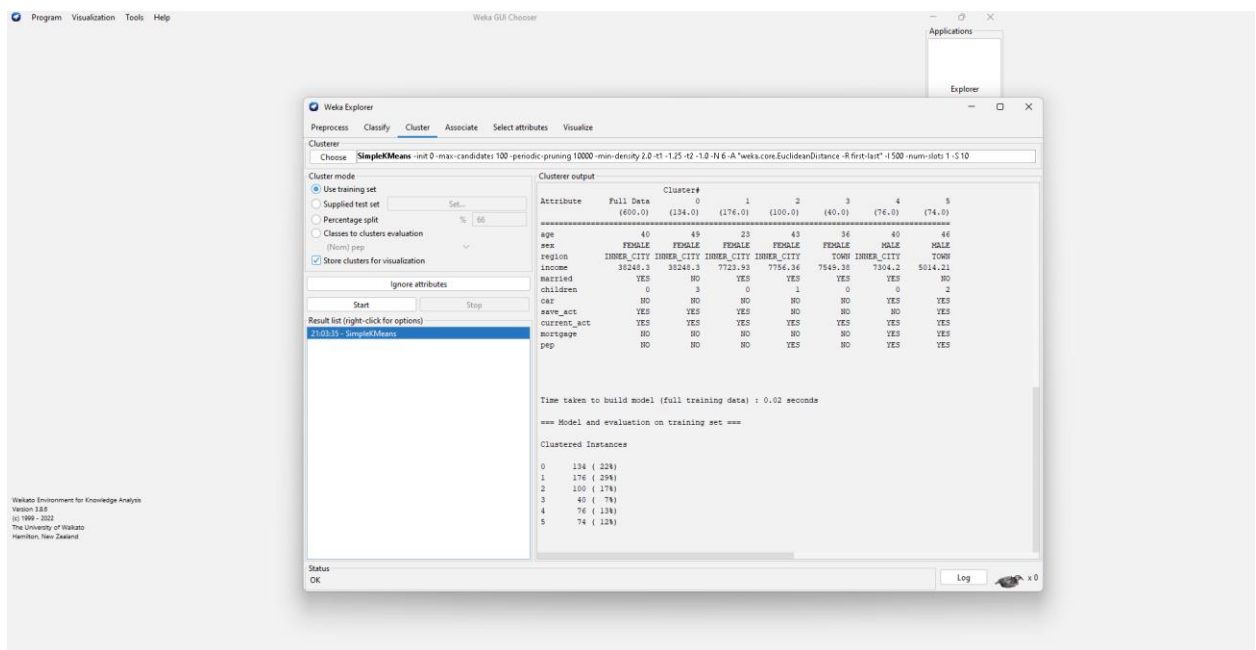 Program Visualization Tools Help
Weka GUI Chooser
Applications
Explorer
Weka Explorer
Preprocess Classify Cluster Associate Select attributes Visualize
Clusterer
Choose SimpleKMeans -init 0 -max-candidates 100 -periodic-pruning 10000 -min-density 2.0 -t1 -1.25 -t2 -1.0 -N 6 -A "weka.core.EuclideanDistance -R first-last" -I 500 -num-slots 1 -S 10
Cluster mode
Use training set
Supplied test set Set...
Percentage split % 66
Classes to clusters evaluation
(Nom) pep
Store clusters for visualization
Ignore attributes
Start Stop
Result list (right-click for options)
21:03:35 - SimpleKMeans
Clusterer output
Cluster#
Attribute Full Data 0 1 2 3 4 5
(600.0) (134.0) (176.0) (100.0) (40.0) (76.0) (74.0)
==========================================================================================
age 40 49 23 43 36 40 46
sex FEMALE FEMALE FEMALE FEMALE FEMALE MALE MALE
region INNER_CITY INNER_CITY INNER_CITY INNER_CITY TOWN INNER_CITY TOWN
income 38248.3 38248.3 7723.93 7756.36 7549.38 7304.2 5014.21
married YES NO YES YES YES YES NO
children 0 3 0 1 0 0 2
car NO NO NO NO NO YES YES
save_act YES YES YES NO NO NO YES
current_act YES YES YES YES YES YES YES
mortgage NO NO NO NO NO YES YES
pep NO NO NO YES NO YES YES
Time taken to build model (full training data) : 0.02 seconds
=== Model and evaluation on training set ===
Clustered Instances
0 134 ( 22%)
1 176 ( 29%)
2 100 ( 17%)
3 40 ( 7%)
4 76 ( 13%)
5 74 ( 12%)
Waikato Environment for Knowledge Analysis
Version 3.8.6
(c) 1999 - 2022
The University of Waikato
Hamilton, New Zealand
Status
OK
Log x 0